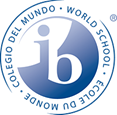 COLEGIO DEL MUNDO · WORLD SCHOOL · ÉCOLE DU MONDE ·
ib
®